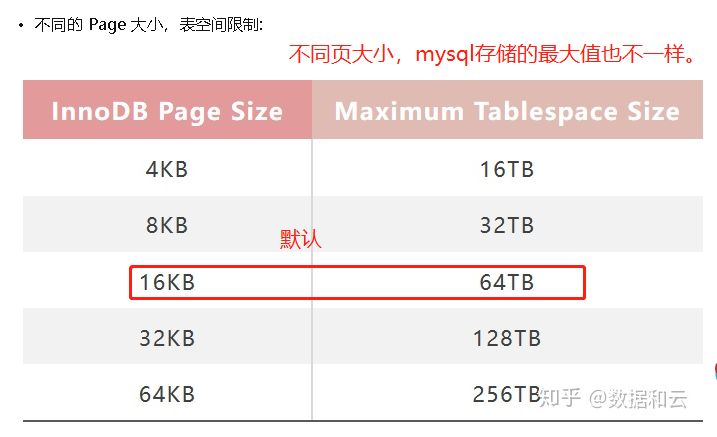 • 不同的 Page 大小，表空间限制:
不同页大小，mysql存储的最大值也不一样。
InnoDB Page Size Maximum Tablespace Size
4KB 16TB
8KB 32TB
默认
16KB 64TB
32KB 128TB
64KB 256TB
知乎 @数据和云